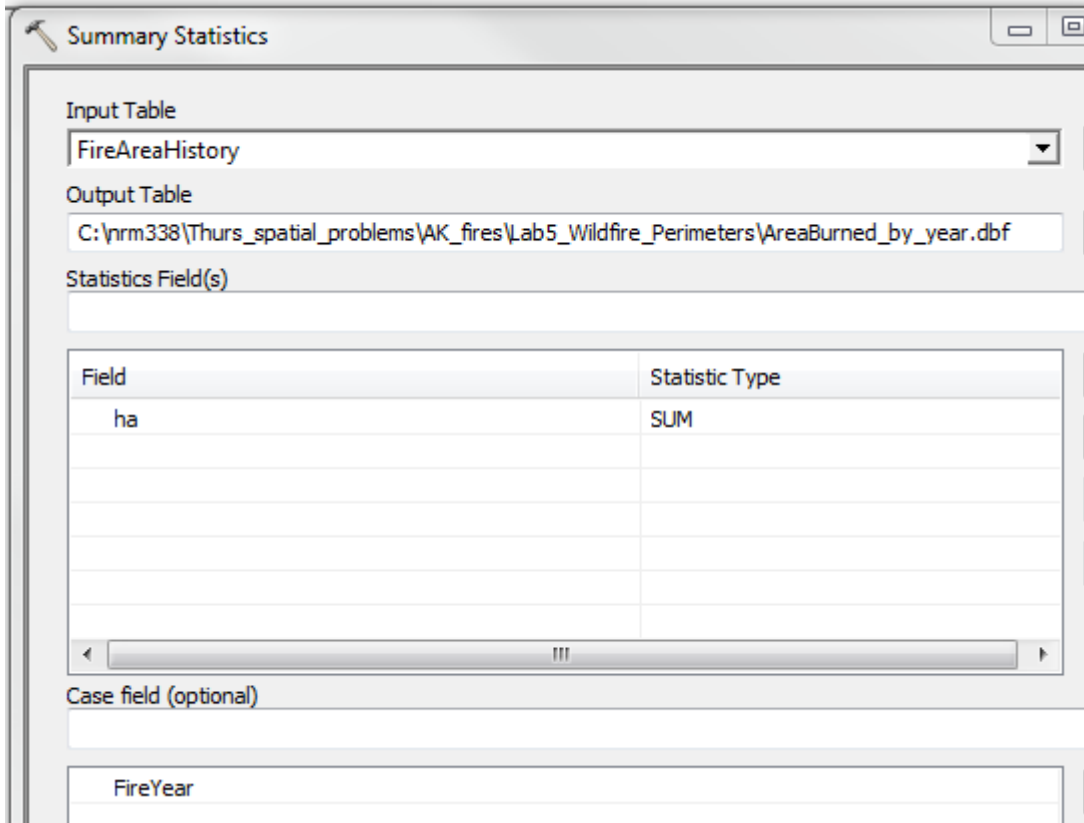 Summary Statistics
Input Table
FireAreaHistory
Output Table
C:\nrm338\Thurs_spatial_problems\AK_fires\Lab5_Wildfire_Perimeters\AreaBurned_by_year.dbf
Statistics Field(s)
Field Statistic Type
ha SUM
Case field (optional)
FireYear